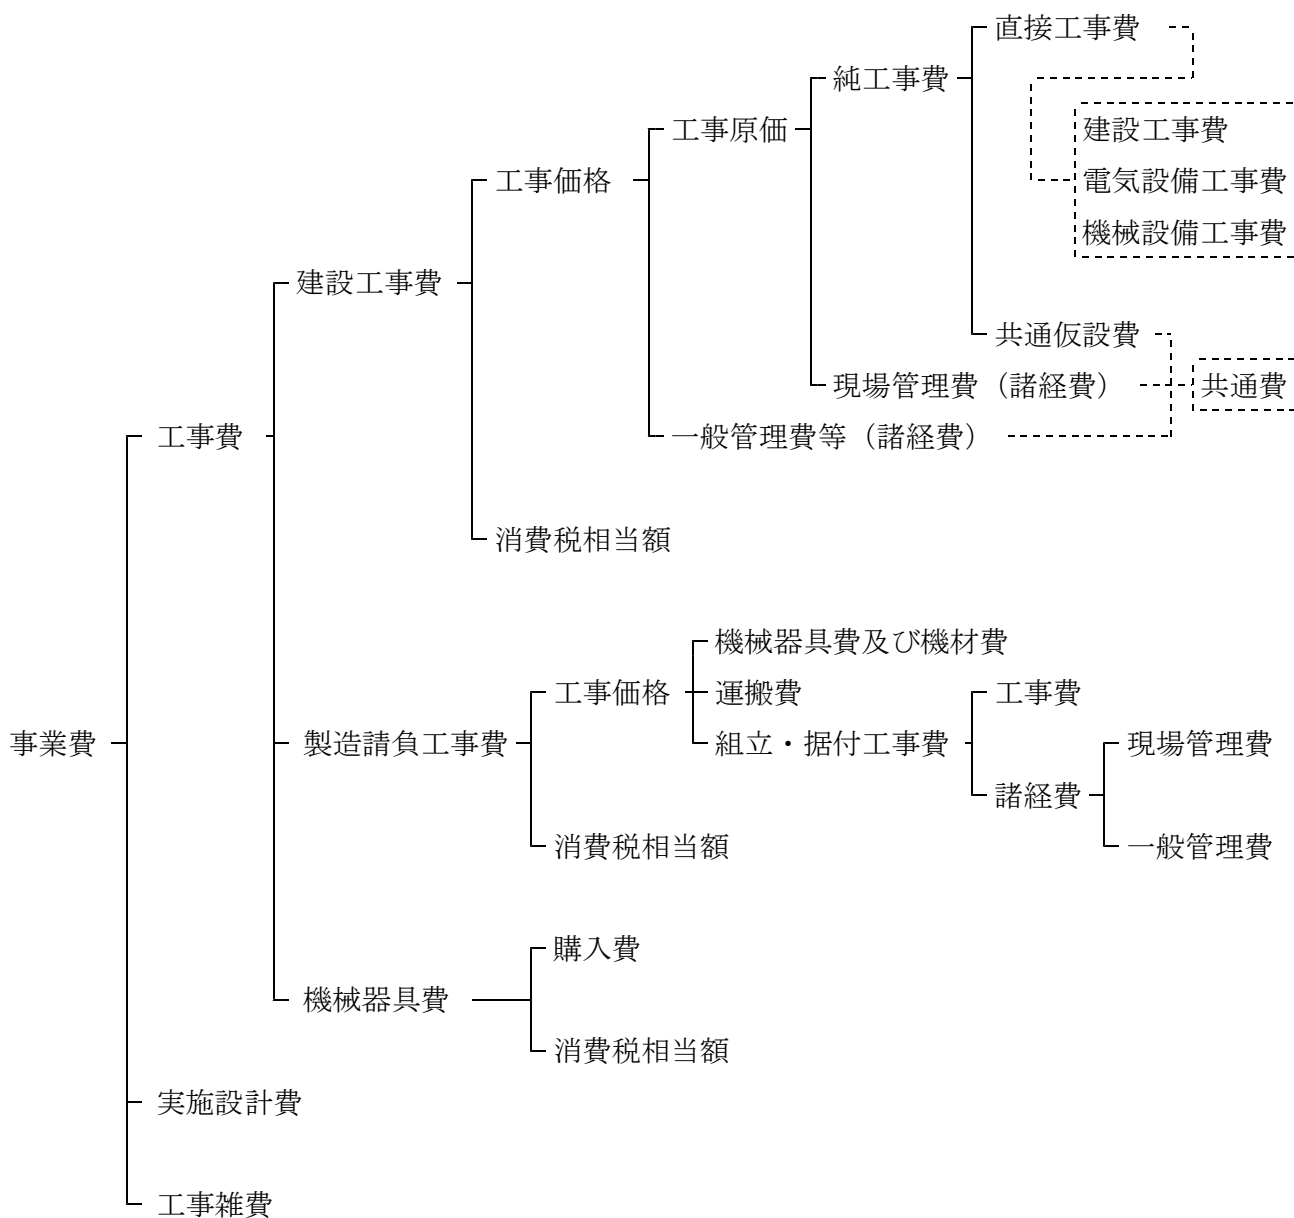 直接工事費
純工事費
建設工事費
工事原価
電気設備工事費
工事価格
機械設備工事費
建設工事費
共通仮設費
現場管理費（諸経費）
共通費
工事費
一般管理費等（諸経費）
消費税相当額
機械器具費及び機材費
工事価格
運搬費
工事費
事業費
製造請負工事費
組立・据付工事費
現場管理費
諸経費
消費税相当額
一般管理費
購入費
機械器具費
消費税相当額
実施設計費
工事雑費